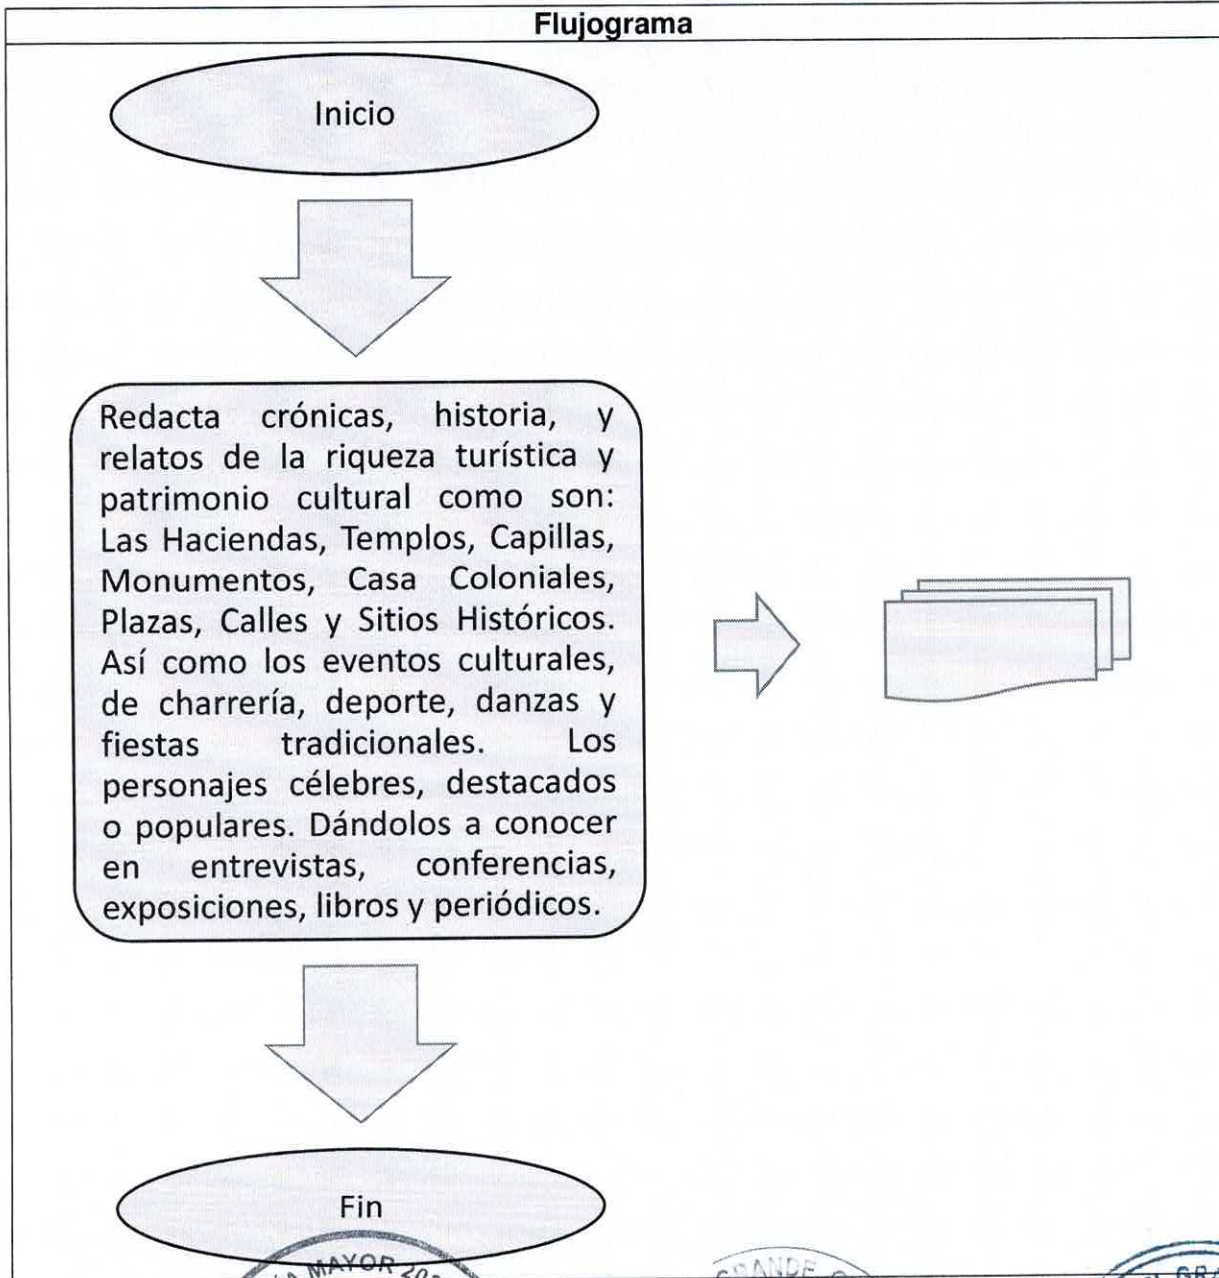 Flujograma
Inicio
Redacta crónicas, historia, y
relatos de la riqueza turística y
patrimonio cultural como son:
Las Haciendas, Templos, Capillas,
Monumentos, Casa Coloniales,
Plazas, Calles y Sitios Históricos.
Así como los eventos culturales,
de charrería, deporte, danzas y
fiestas tradicionales. Los
personajes célebres, destacados
o populares. Dándolos a conocer
en entrevistas, conferencias,
exposiciones, libros y periódicos.
Fin
MAYOR
GRANDE